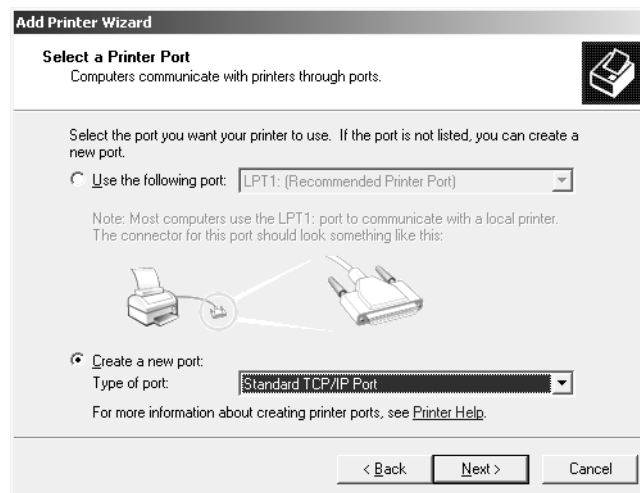 Add Printer Wizard
Select a Printer Port
Computers communicate with printers through ports.
Select the port you want your printer to use. If the port is not listed, you can create a
new port.
Use the following port: LPT1: (Recommended Printer Port)
Note: Most computers use the LPT1: port to communicate with a local printer.
The connector for this port should look something like this:
Create a new port:
Type of port: Standard TCP/IP Port
For more information about creating printer ports, see Printer Help.
< Back Next > Cancel